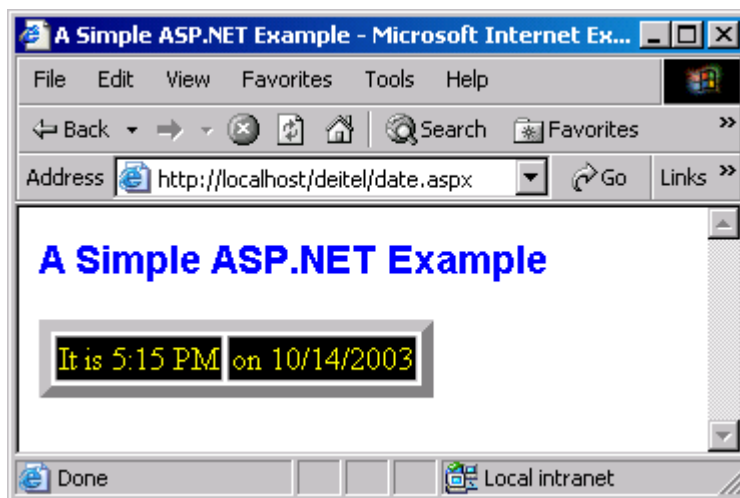 A Simple ASP.NET Example - Microsoft Internet Ex...
File Edit View Favorites Tools Help
Back Search Favorites »
Address http://localhost/deitel/date.aspx Go Links »
A Simple ASP.NET Example
It is 5:15 PM on 10/14/2003
Done Local intranet